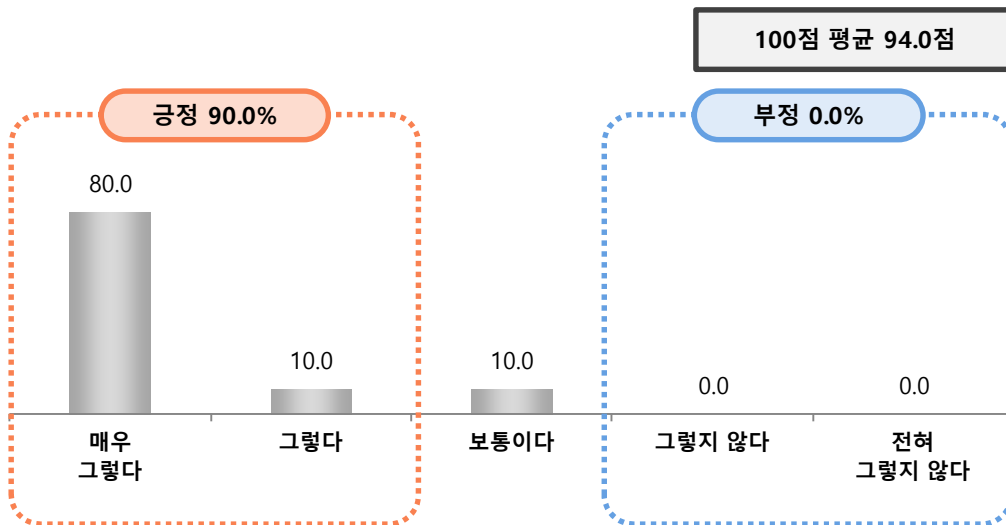 100점 평균 94.0점
긍정 90.0%
부정 0.0%
80.0
10.0
10.0
0.0
0.0
매우
그렇다
그렇다
보통이다
그렇지 않다
전혀
그렇지 않다